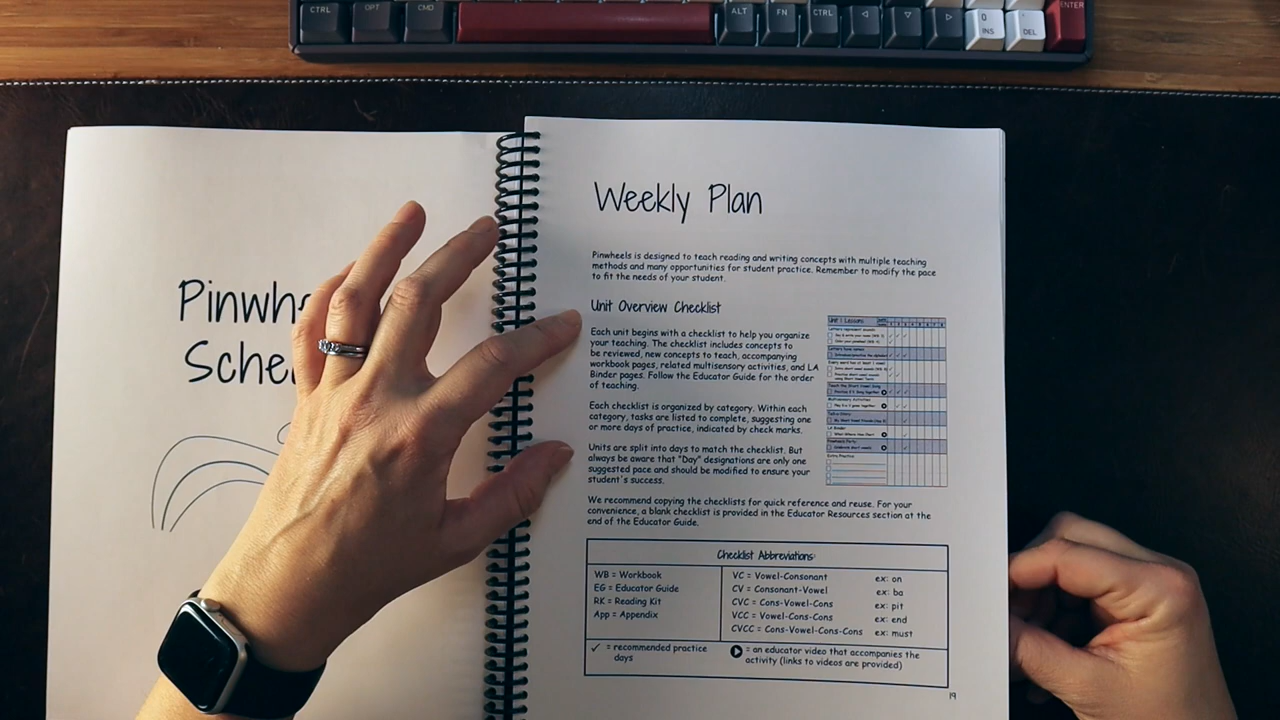 CTRL
OPT
CMD
ALT
FN
CTRL
0
INS
DEL
ENTER
Pinwhe
Sche
Weekly Plan
Pinwheels is designed to teach reading and writing concepts with multiple teaching
methods and many opportunities for student practice. Remember to modify the pace
to fit the needs of your student.
Unit Overview Checklist
Each unit begins with a checklist to help you organize
your teaching. The checklist includes concepts to
be reviewed, new concepts to teach, accompanying
workbook pages, related multisensory activities, and LA
Binder pages. Follow the Educator Guide for the order
of teaching.
Each checklist is organized by category. Within each
category, tasks are listed to complete, suggesting one
or more days of practice, indicated by check marks.
Units are split into days to match the checklist. But
always be aware that "Day" designations are only one
suggested pace and should be modified to ensure your
student's success.
Unit 1 Lessons
Extra Practice
We recommend copying the checklists for quick reference and reuse. For your
convenience, a blank checklist is provided in the Educator Resources section at the
end of the Educator Guide.
Checklist Abbreviations:
WB = Workbook
EG = Educator Guide
RK = Reading Kit
App = Appendix
VC = Vowel-Consonant ex: on
CV = Consonant-Vowel ex: ba
CVC = Cons-Vowel-Cons ex: pit
VCC = Vowel-Cons-Cons ex: end
CVCC = Cons-Vowel-Cons-Cons ex: must
✓ = recommended practice
days
= an educator video that accompanies the
activity (links to videos are provided)
19